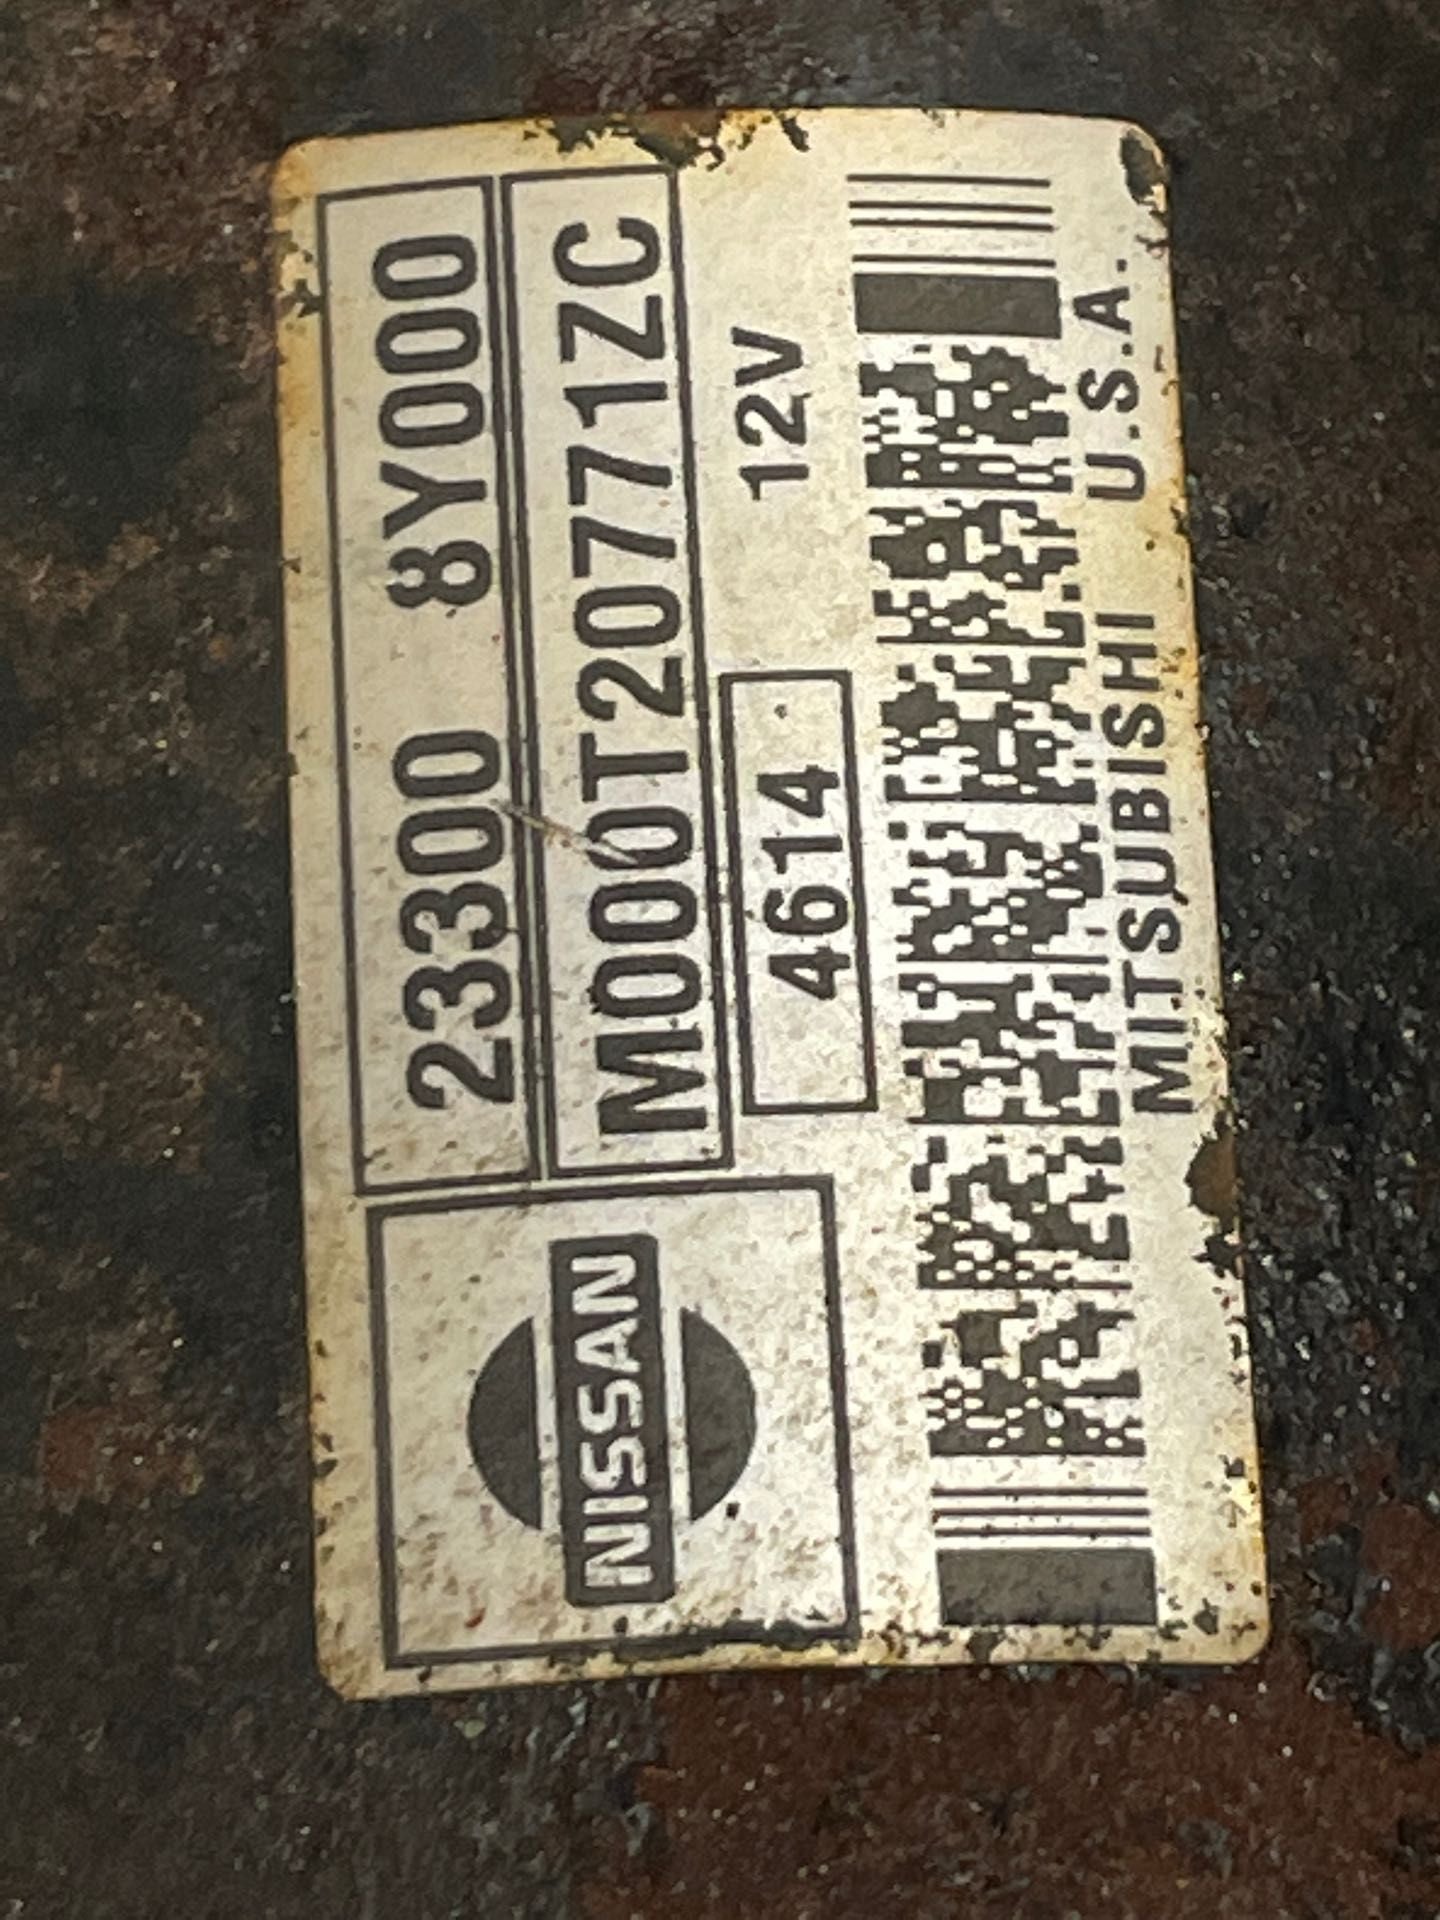 23300 8Y000
M000T20771ZC
NISSAN
4614
12V
MITSUBISHI U.S.A.